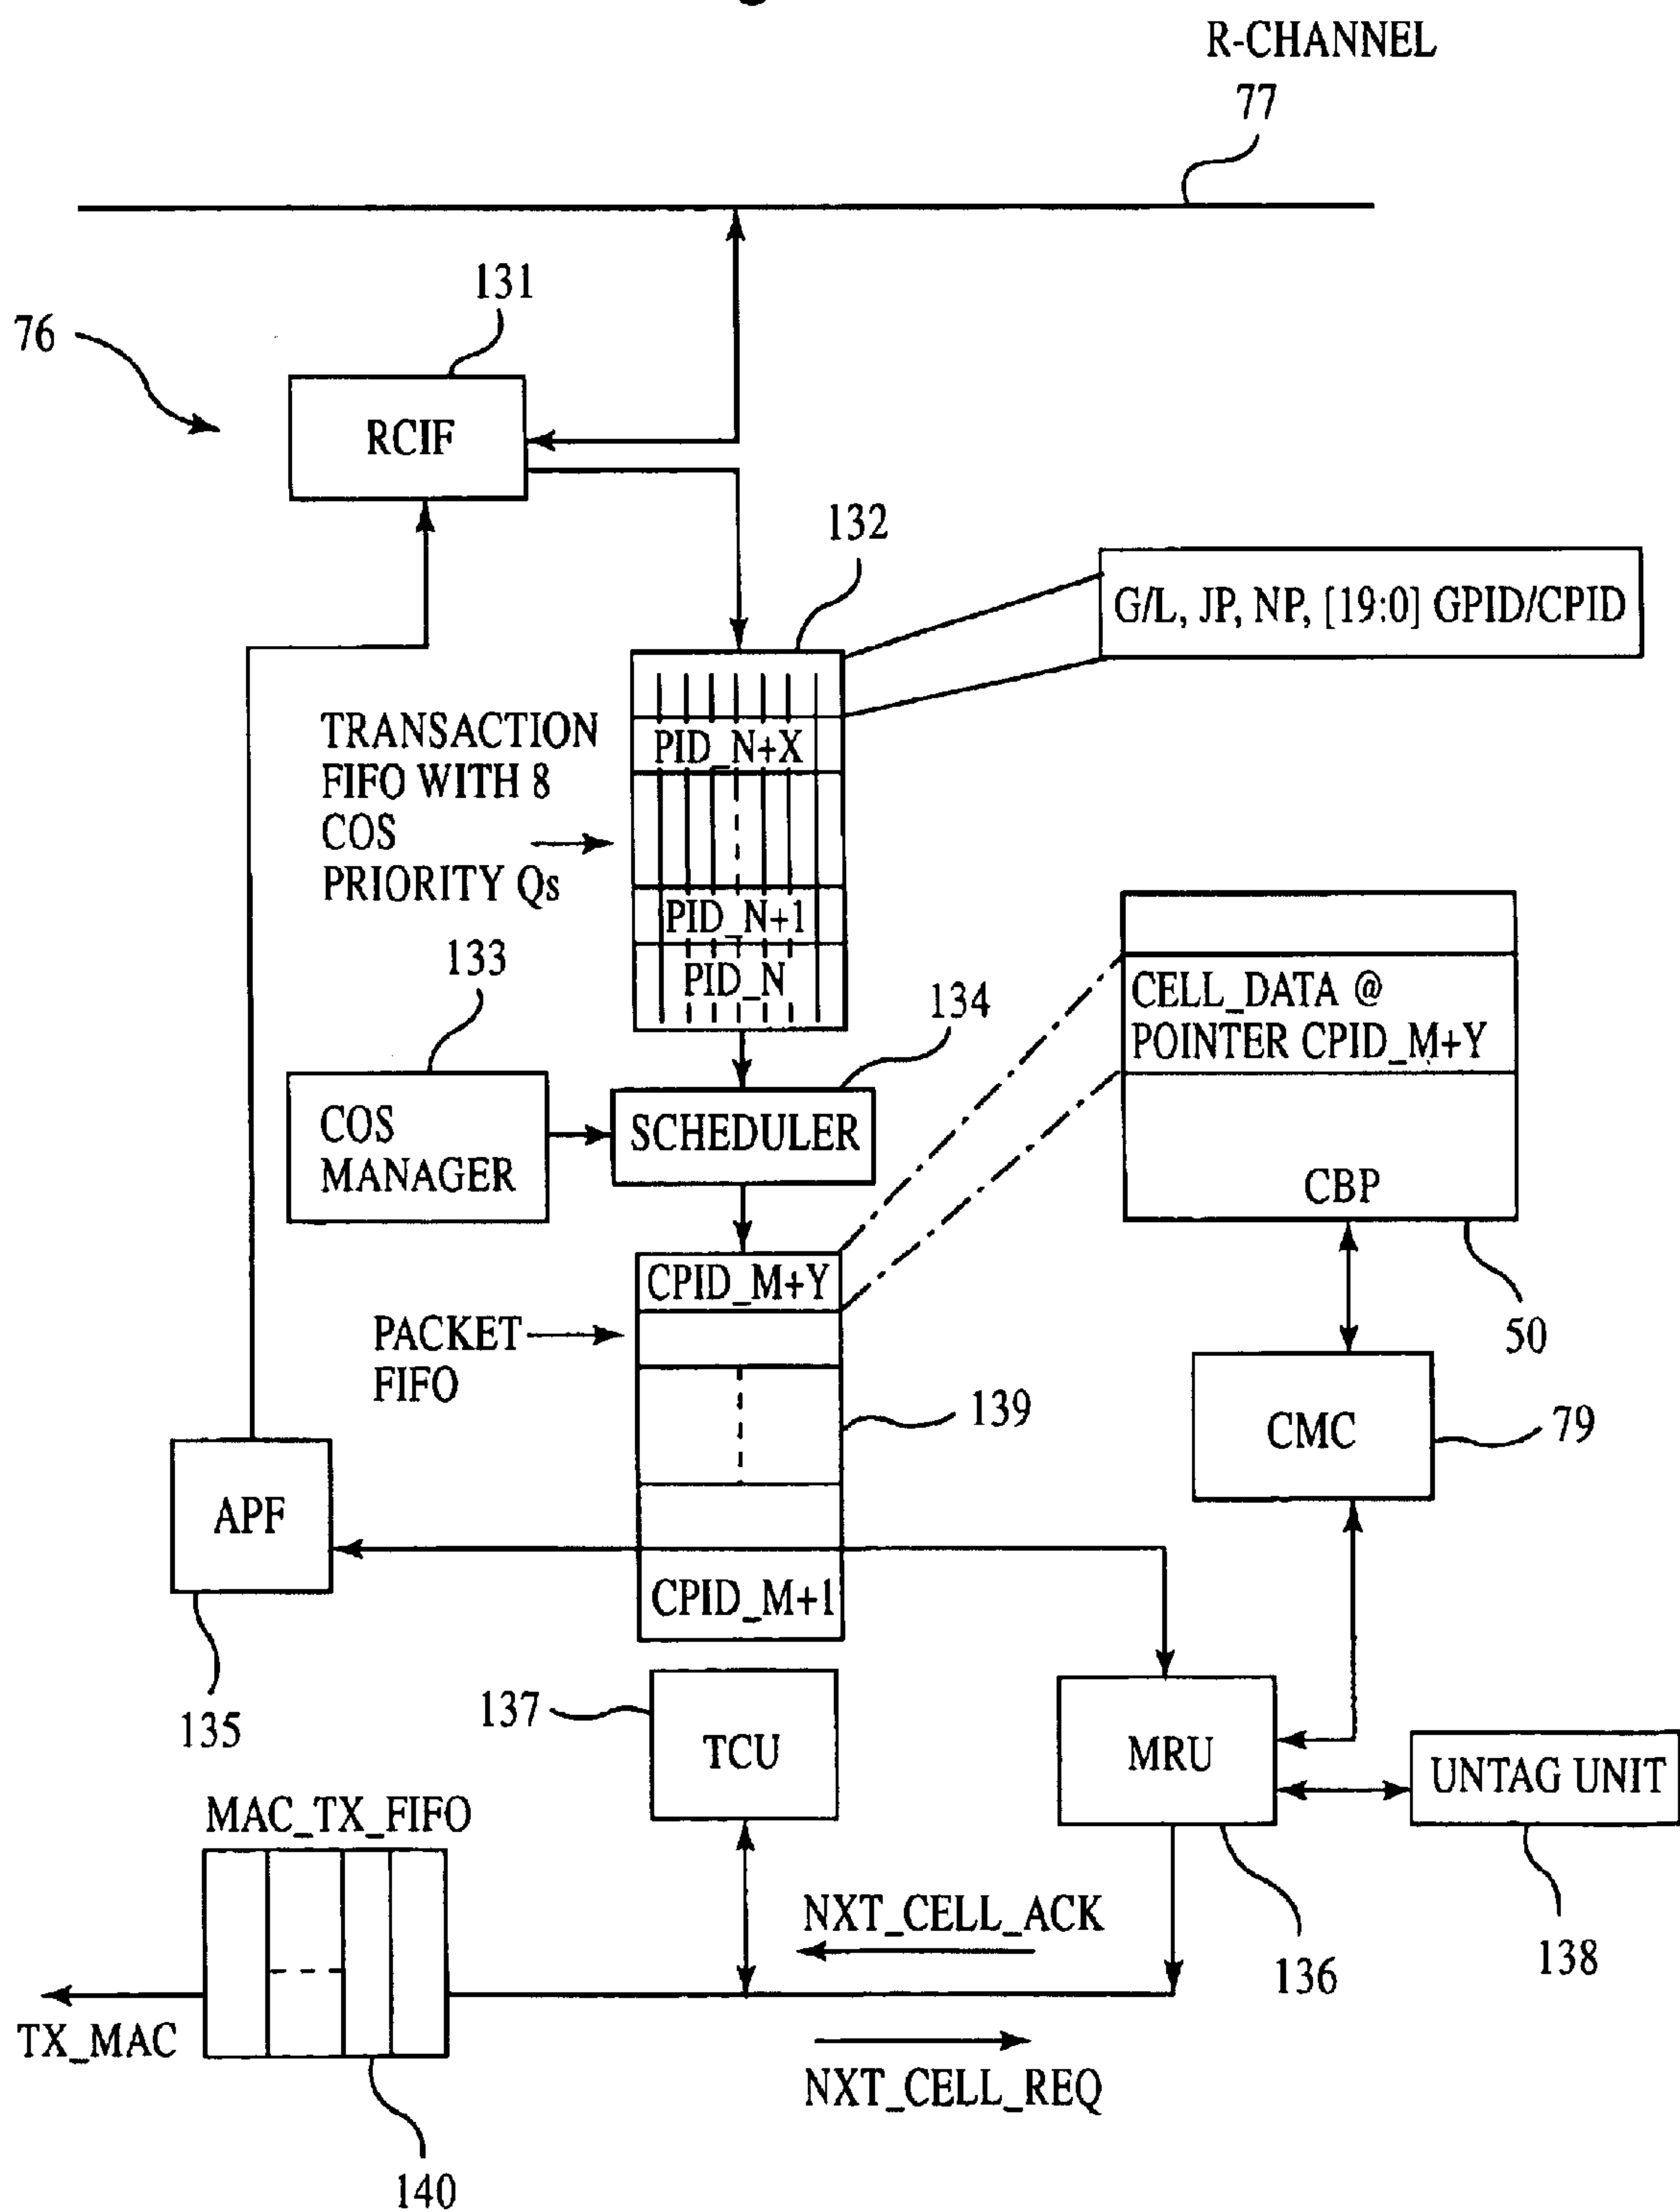 R-CHANNEL
77
131
76
RCIF
132
G/L, JP, NP, [19:0] GPID/CPID
TRANSACTION
FIFO WITH 8
COS
PRIORITY Qs
PID_N+X
PID_N+1
PID_N
133
134
CELL_DATA @
POINTER CPID_M+Y
COS
MANAGER
SCHEDULER
CBP
CPID_M+Y
PACKET
FIFO
50
139
CMC
79
APF
CPID_M+1
137
TCU
135
MRU
UNTAG UNIT
MAC_TX_FIFO
NXT_CELL_ACK
136
138
TX_MAC
NXT_CELL_REQ
140